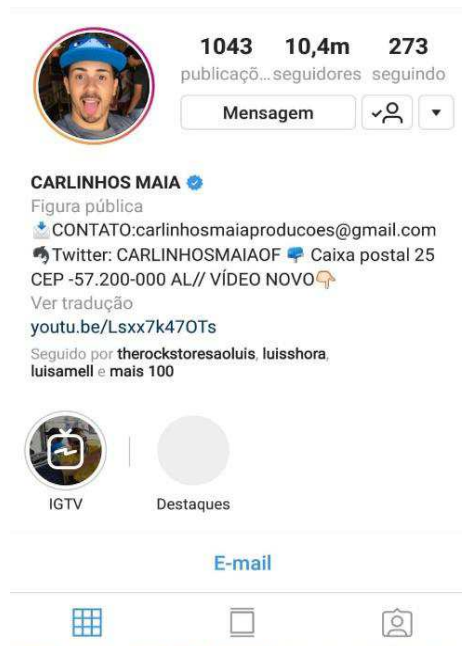 1043 10,4m 273
publicaçõ... seguidores seguindo
Mensagem
CARLINHOS MAIA
Figura pública
📩CONTATO:carlinhosmaiaproducoes@gmail.com
🐴Twitter: CARLINHOSMAIAOF 📪 Caixa postal 25
CEP -57.200-000 AL// VÍDEO NOVO👇🏻
Ver tradução
youtu.be/Lsxx7k47OTs
Seguido por therockstoresaoluis, luisshora,
luisamell e mais 100
IGTV Destaques
E-mail